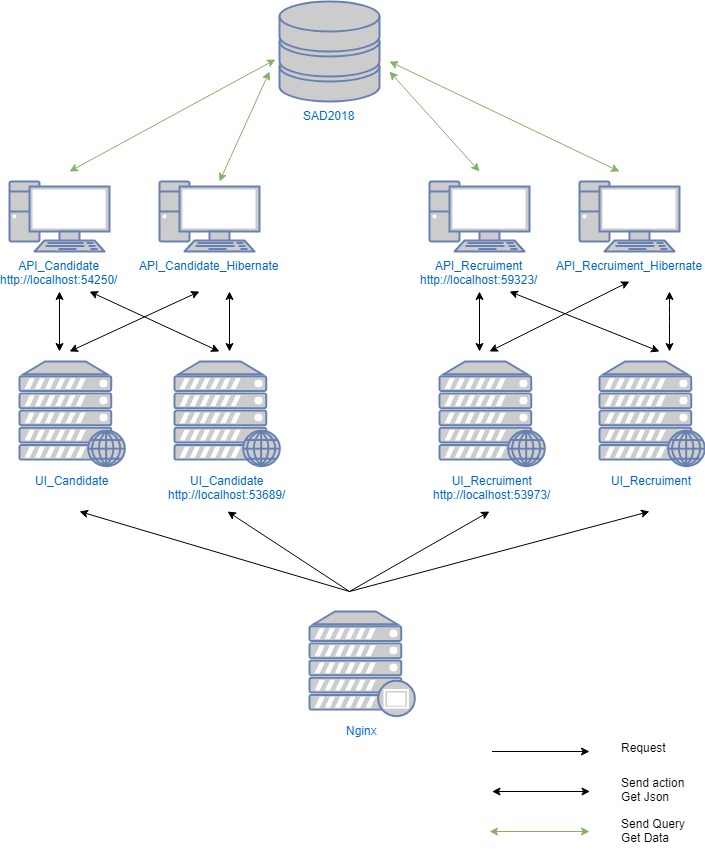 SAD2018
API_Candidate
http://localhost:54250/
API_Candidate_Hibernate
API_Recruiment
http://localhost:59323/
API_Recruiment_Hibernate
UI_Candidate
UI_Candidate
http://localhost:53689/
UI_Recruiment
http://localhost:53973/
UI_Recruiment
Nginx
Request
Send action
Get Json
Send Query
Get Data